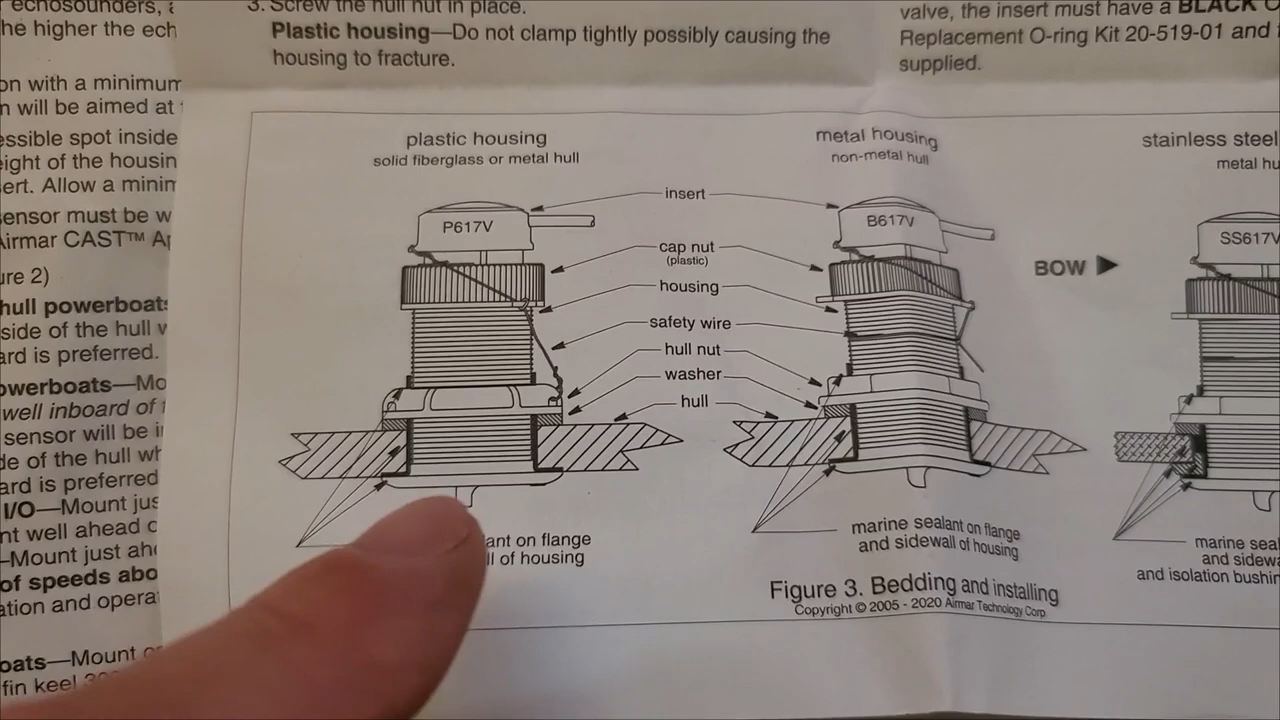 echosounders,
he higher the ech
on with a minimum
n will be aimed at
essible spot inside
eight of the housin
sert. Allow a minin
sensor must be w
Airmar CAST™ Ap
ure 2)
hull powerboats
side of the hull w
ard is preferred.
owerboats—Mo
well inboard of
sensor will be i
de of the hull wh
ard is preferred
I/O—Mount jus
nt well ahead o
—Mount just ahe
of speeds abo
ation and opera
oats—Mount
fin keel
3. Screw the hull nut in place.
Plastic housing—Do not clamp tightly possibly causing the
housing to fracture.
valve, the insert must have a BLACK O
Replacement O-ring Kit 20-519-01 and
supplied.
plastic housing
solid fiberglass or metal hull
metal housing
non-metal hull
stainless steel
metal hu
P617V
B617V
SS617V
insert
cap nut
(plastic)
housing
safety wire
hull nut
washer
hull
BOW
ant on flange
ll of housing
marine sealant on flange
and sidewall of housing
marine seal
and sidewa
and isolation bushin
Figure 3. Bedding and installing
Copyright © 2005 - 2020 Airmar Technology Corp.